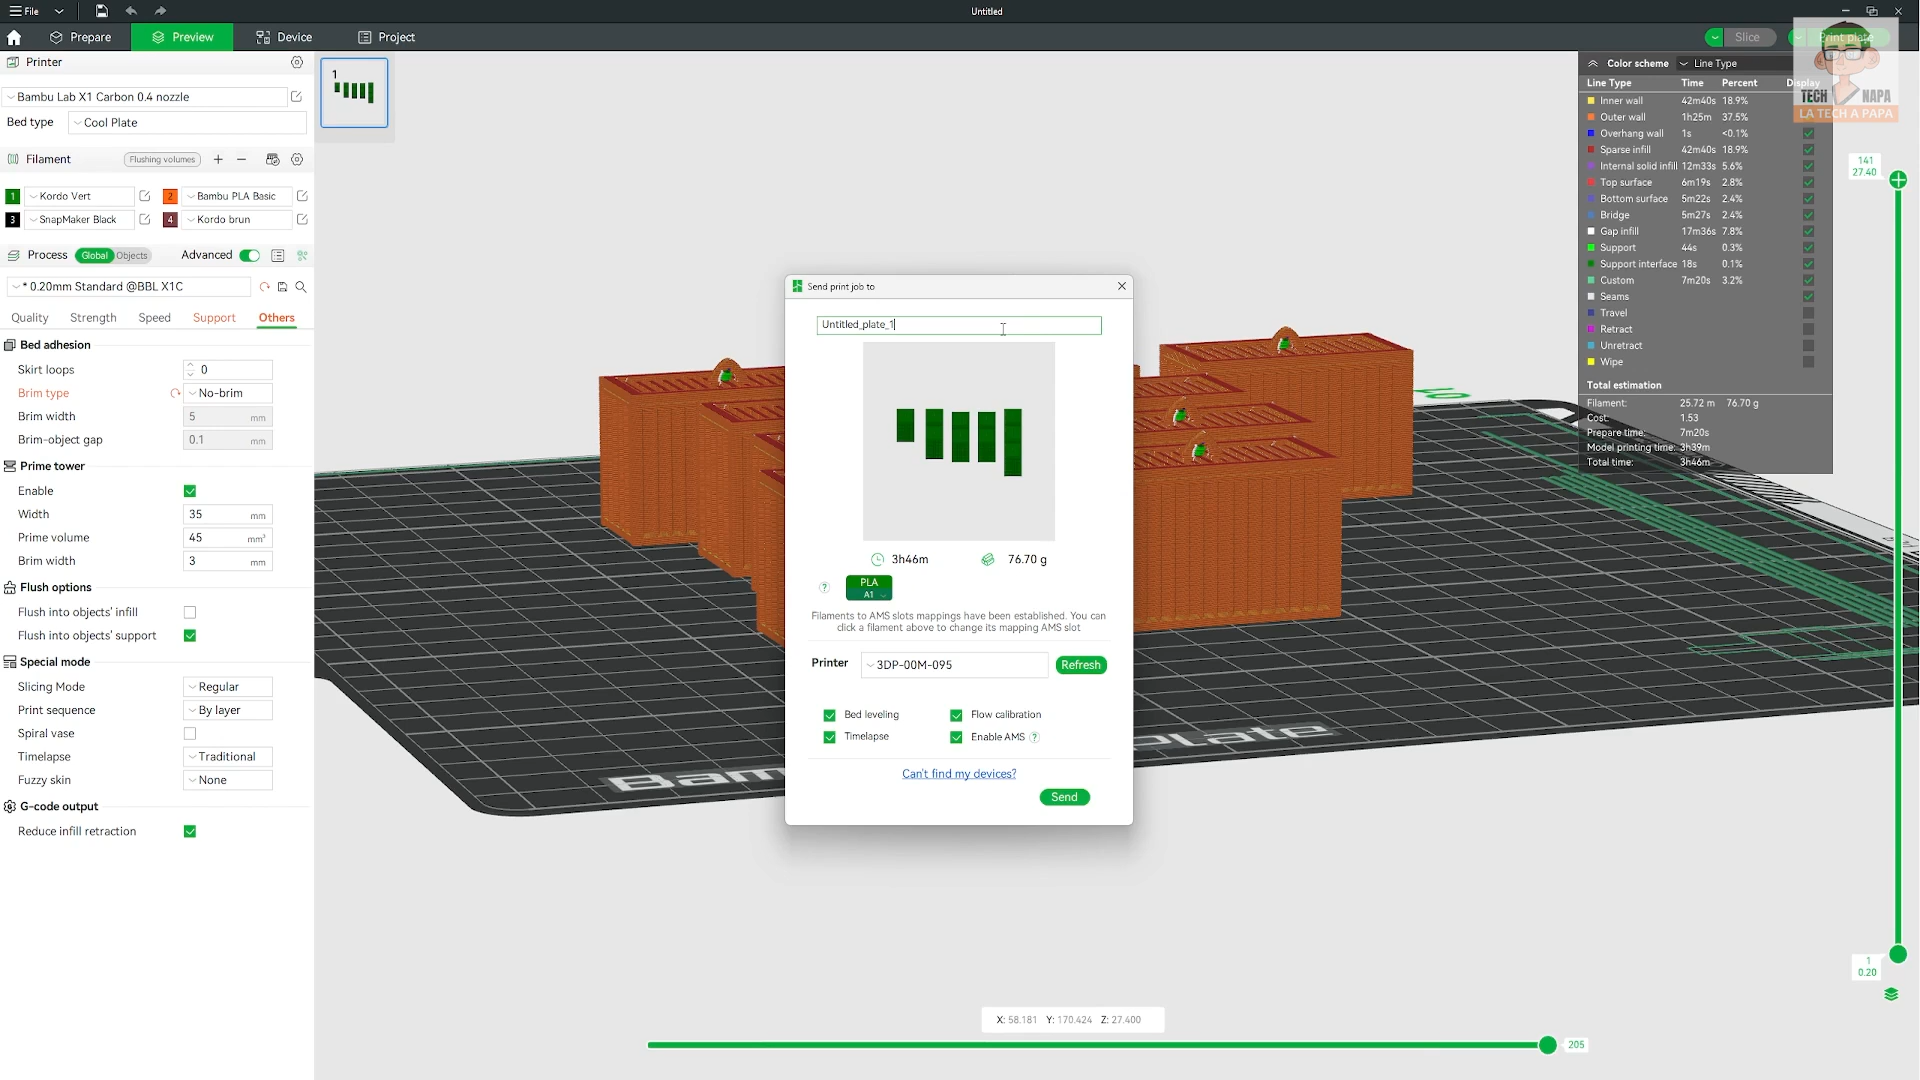 File
Untitled
Prepare
Preview
Device
Project
Slice
Print plate
Printer
Bambu Lab X1 Carbon 0.4 nozzle
Bed type
Cool Plate
Filament
Flushing volumes
1 Kordo Vert
2 Bambu PLA Basic
3 SnapMaker Black
4 Kordo brun
Process
Global
Objects
Advanced
* 0.20mm Standard @BBL X1C
Quality
Strength
Speed
Support
Others
Bed adhesion
Skirt loops 0
Brim type No-brim
Brim width 5 mm
Brim-object gap 0.1 mm
Prime tower
Enable
Width 35 mm
Prime volume 45 mm³
Brim width 3 mm
Flush options
Flush into objects' infill
Flush into objects' support
Special mode
Slicing Mode Regular
Print sequence By layer
Spiral vase
Timelapse Traditional
Fuzzy skin None
G-code output
Reduce infill retraction
1
Send print job to
Untitled_plate_1
3h46m
76.70 g
?
PLA
A1
Filaments to AMS slots mappings have been established. You can
click a filament above to change its mapping AMS slot
Printer 3DP-00M-095 Refresh
Bed leveling
Flow calibration
Timelapse
Enable AMS ?
Can't find my devices?
Send
Color scheme Line Type
Line Type Time Percent Display
Inner wall 42m40s 18.9%
Outer wall 1h25m 37.5%
Overhang wall 1s <0.1%
Sparse infill 42m40s 18.9%
Internal solid infill 12m33s 5.6%
Top surface 6m19s 2.8%
Bottom surface 5m22s 2.4%
Bridge 5m27s 2.4%
Gap infill 17m36s 7.8%
Support 44s 0.3%
Support interface 18s 0.1%
Custom 7m20s 3.2%
Seams
Travel
Retract
Unretract
Wipe
Total estimation
Filament: 25.72 m 76.70 g
Cost: 1.53
Prepare time: 7m20s
Model printing time: 3h39m
Total time: 3h46m
TECH NAPA
LA TECH A PAPA
141
27.40
1
0.20
Bam
Plate
X: 58.181 Y: 170.424 Z: 27.400
205